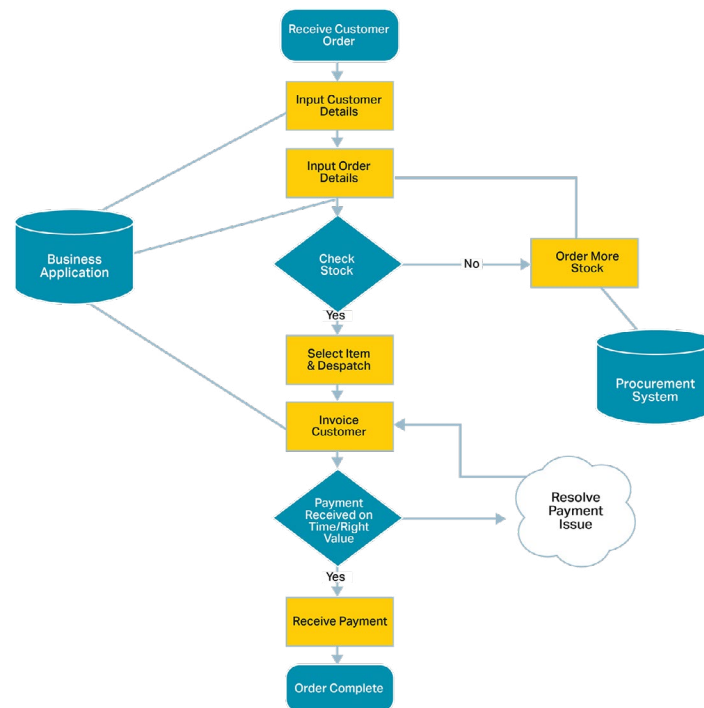 Receive Customer
Order
Input Customer
Details
Input Order
Details
Business
Application
Check
Stock
No
Order More
Stock
Yes
Select Item
& Despatch
Procurement
System
Invoice
Customer
Payment
Received on
Time/Right
Value
Resolve
Payment
Issue
Yes
Receive Payment
Order Complete